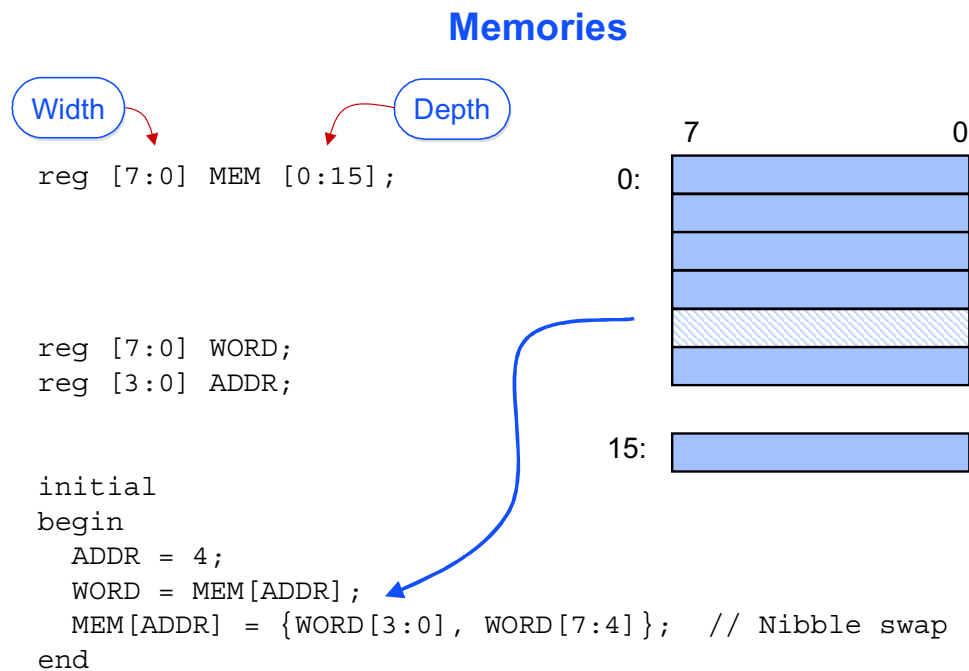 Memories
Width
Depth
reg [7:0] MEM [0:15];
7 0
0:
reg [7:0] WORD;
reg [3:0] ADDR;
15:
initial
begin
  ADDR = 4;
  WORD = MEM[ADDR];
  MEM[ADDR] = {WORD[3:0], WORD[7:4]};  // Nibble swap
end